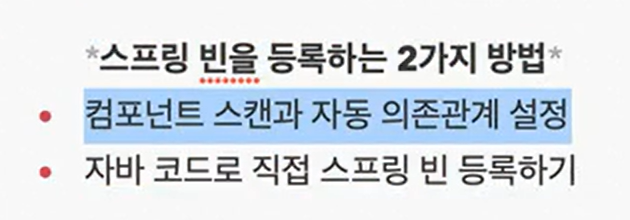 *스프링 빈을 등록하는 2가지 방법*
• 컴포넌트 스캔과 자동 의존관계 설정
• 자바 코드로 직접 스프링 빈 등록하기